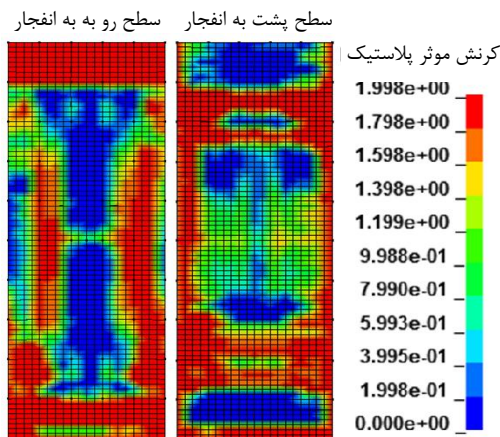 سطح رو به به انفجار
سطح پشت به انفجار
کرنش موثر پلاستیک
1.998e+00
1.798e+00
1.598e+00
1.398e+00
1.199e+00
9.988e-01
7.990e-01
5.993e-01
3.995e-01
1.998e-01
0.000e+00